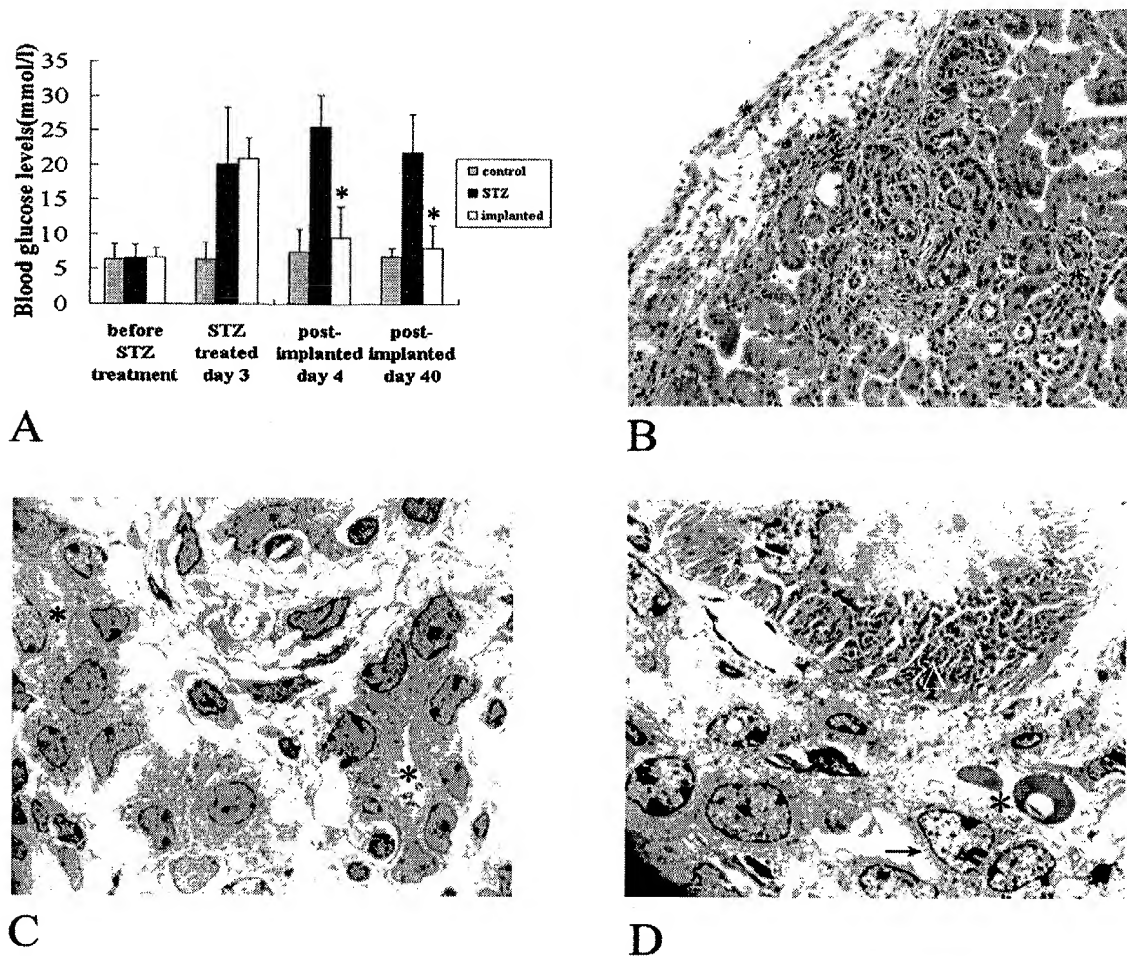 35
30
25
20
15
10
5
0
Blood glucose levels(mmol/l)
* *
control
STZ
implanted
before STZ treatment
STZ treated day 3
post-implanted day 4
post-implanted day 40
A
*
B
* *
C
*
D